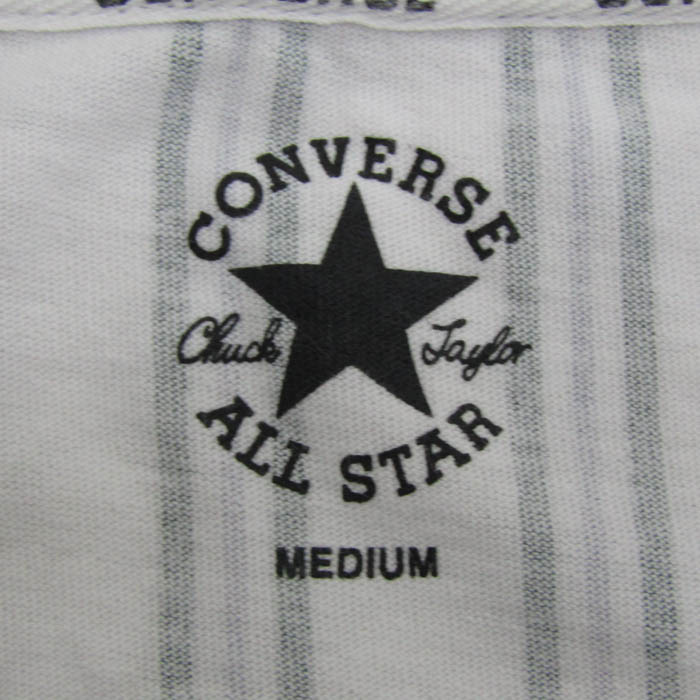 CONVERSE
Chuck Taylor
ALL STAR
MEDIUM